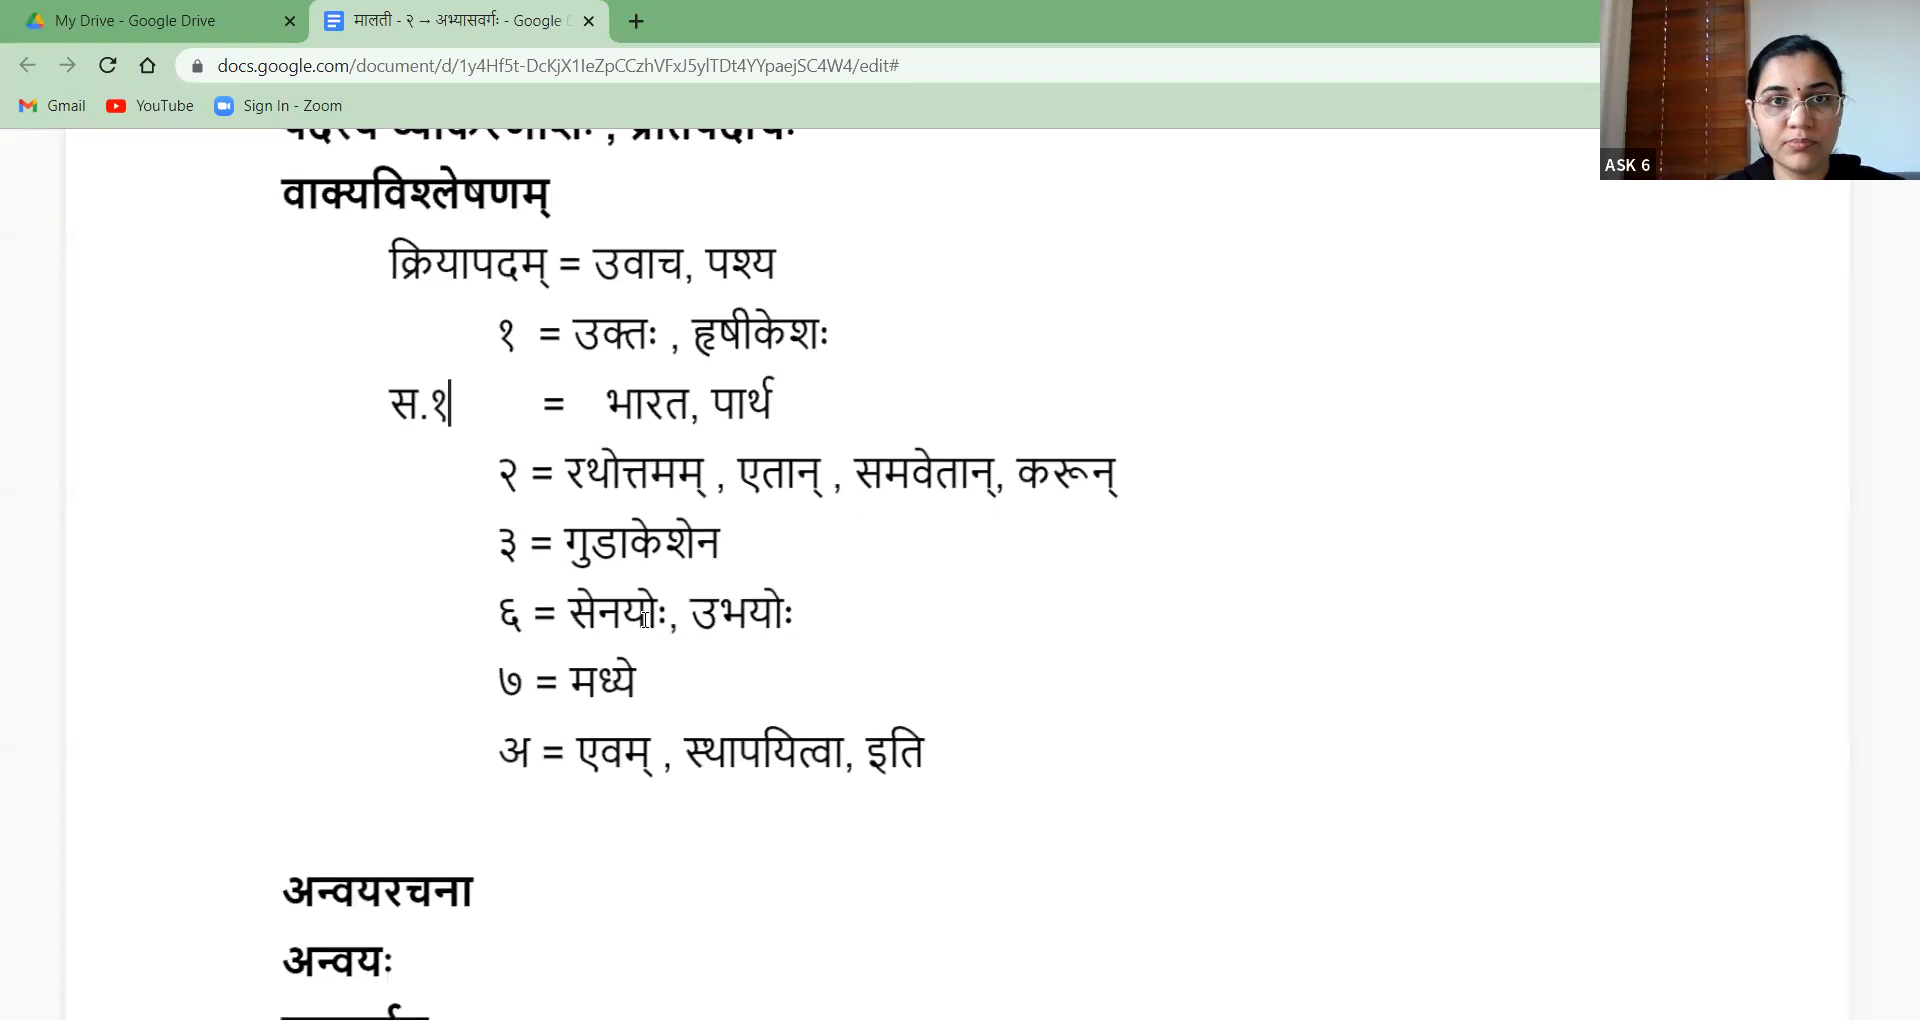 My Drive - Google Drive
मालती - २ → अभ्यासवर्गः - Google
docs.google.com/document/d/1y4Hf5t-DcKjX1IeZpCCzhVFxJ5ylTDt4YYpaejSC4W4/edit#
Gmail YouTube Sign In - Zoom
ASK 6
वाक्यविश्लेषणम्
क्रियापदम् = उवाच, पश्य
१ = उक्तः , हृषीकेशः
स.१ = भारत, पार्थ
२ = रथोत्तमम् , एतान् , समवेतान्, करून्
३ = गुडाकेशेन
६ = सेनयोः, उभयोः
७ = मध्ये
अ = एवम् , स्थापयित्वा, इति
अन्वयरचना
अन्वयः